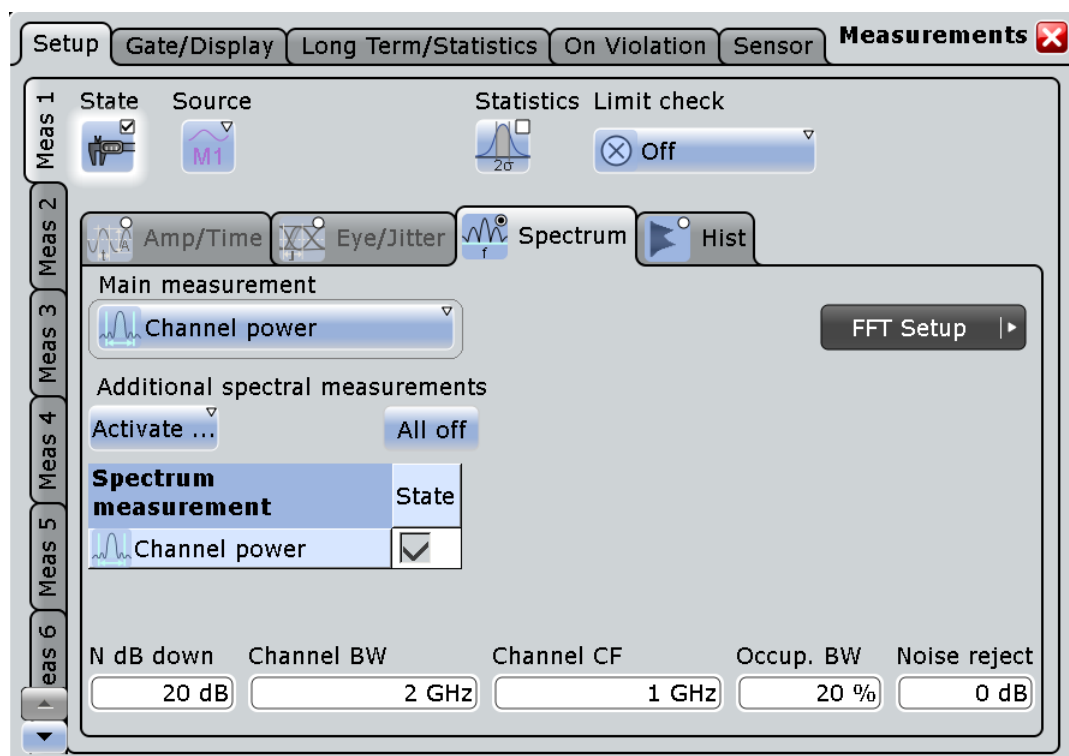 Setup Gate/Display Long Term/Statistics On Violation Sensor Measurements
Meas 1
Meas 2
Meas 3
Meas 4
Meas 5
eas 6
State Source Statistics Limit check
M1 2σ Off
Amp/Time Eye/Jitter f Spectrum Hist
Main measurement
Channel power FFT Setup
Additional spectral measurements
Activate ... All off
Spectrum
measurement State
Channel power
N dB down Channel BW Channel CF Occup. BW Noise reject
20 dB 2 GHz 1 GHz 20 % 0 dB